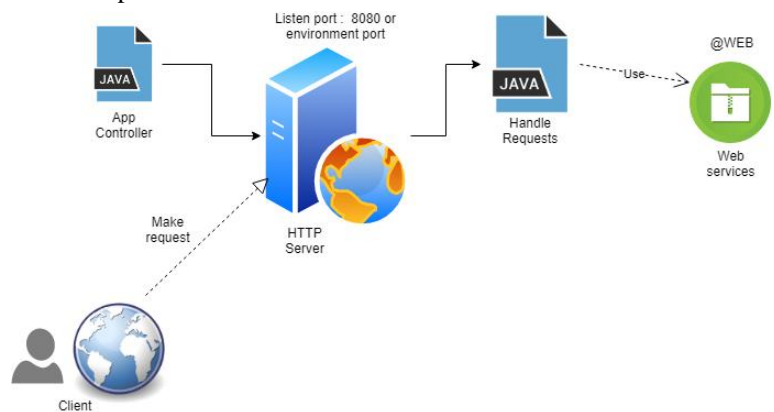 Listen port : 8080 or
environment port
@WEB
JAVA
App
Controller
JAVA
Handle
Requests
Use
Web
services
Make
request
HTTP
Server
Client